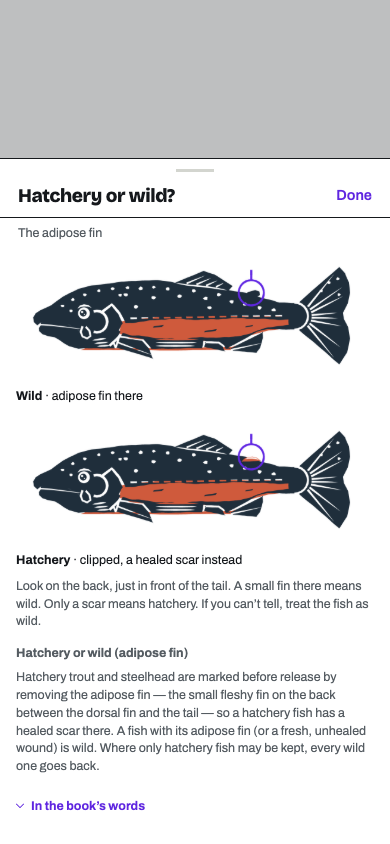 Hatchery or wild?
Done
The adipose fin
Wild · adipose fin there
Hatchery · clipped, a healed scar instead
Look on the back, just in front of the tail. A small fin there means
wild. Only a scar means hatchery. If you can’t tell, treat the fish as
wild.
Hatchery or wild (adipose fin)
Hatchery trout and steelhead are marked before release by
removing the adipose fin — the small fleshy fin on the back
between the dorsal fin and the tail — so a hatchery fish has a
healed scar there. A fish with its adipose fin (or a fresh, unhealed
wound) is wild. Where only hatchery fish may be kept, every wild
one goes back.
In the book’s words